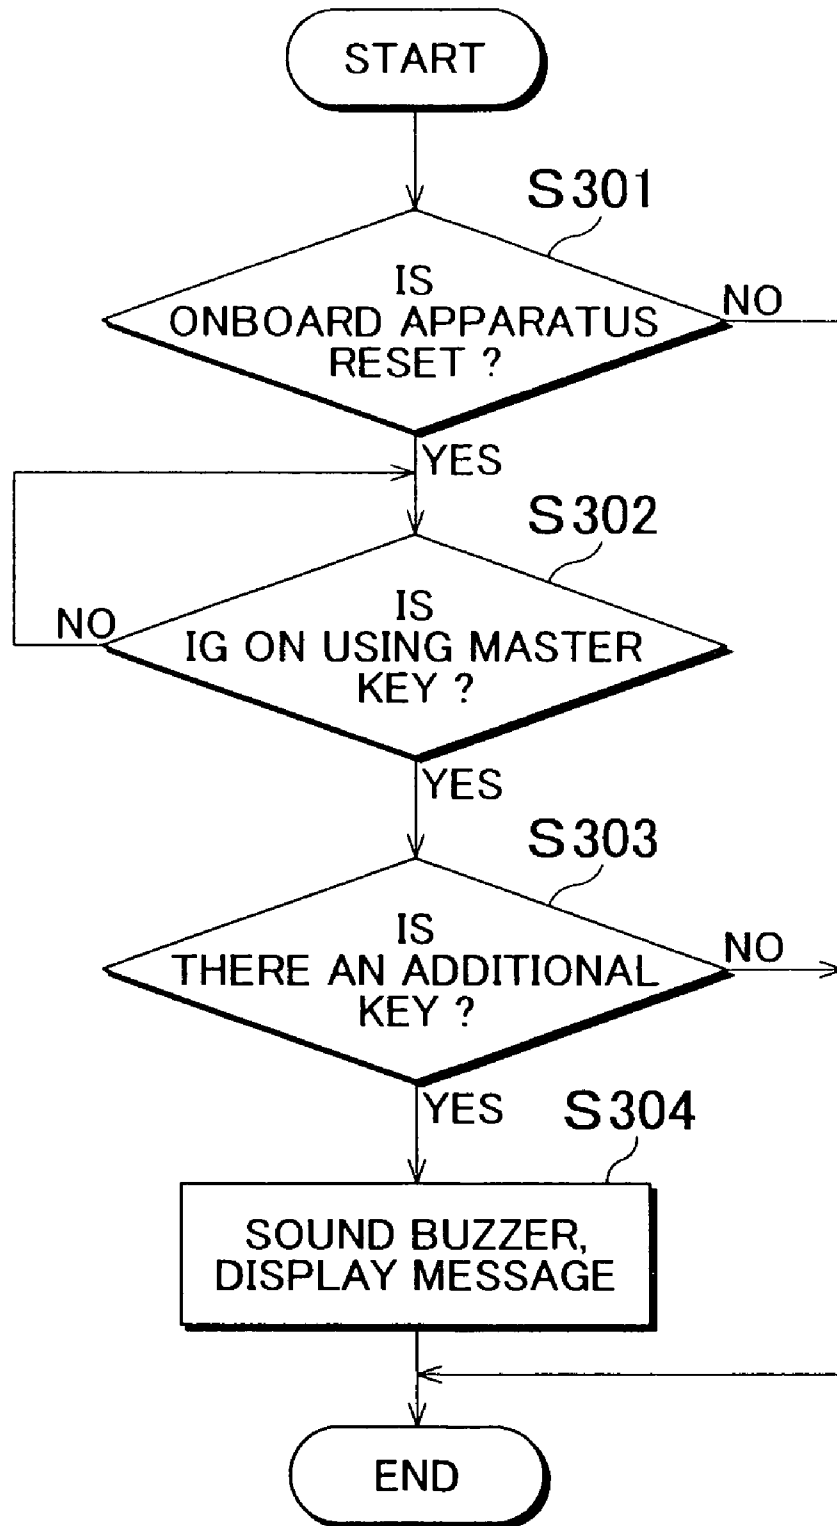 START
S301
IS
ONBOARD APPARATUS
RESET ?
NO
YES
S302
IS
IG ON USING MASTER
KEY ?
NO
YES
S303
IS
THERE AN ADDITIONAL
KEY ?
NO
YES
S304
SOUND BUZZER,
DISPLAY MESSAGE
END